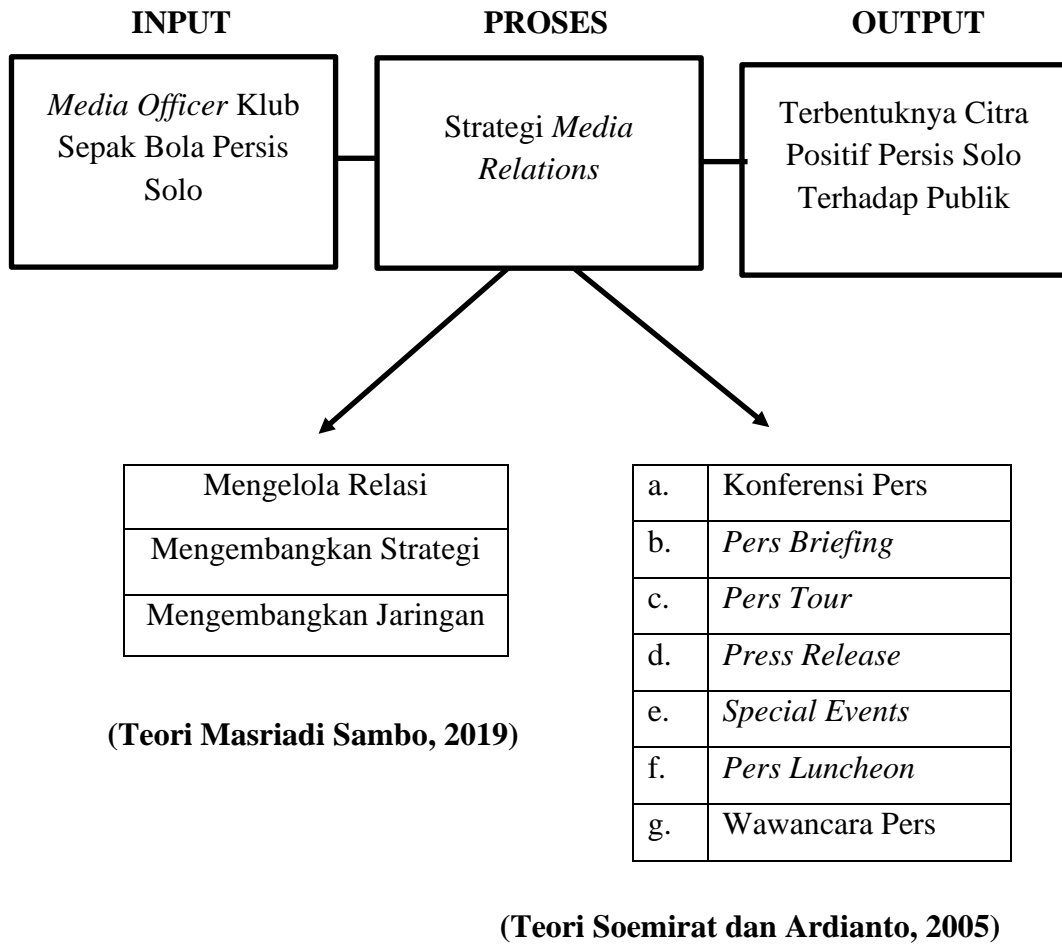 INPUT
PROSES
OUTPUT
Media Officer Klub
Sepak Bola Persis
Solo
Strategi Media
Relations
Terbentuknya Citra
Positif Persis Solo
Terhadap Publik
Mengelola Relasi
Mengembangkan Strategi
Mengembangkan Jaringan
(Teori Masriadi Sambo, 2019)
a. Konferensi Pers
b. Pers Briefing
c. Pers Tour
d. Press Release
e. Special Events
f. Pers Luncheon
g. Wawancara Pers
(Teori Soemirat dan Ardianto, 2005)